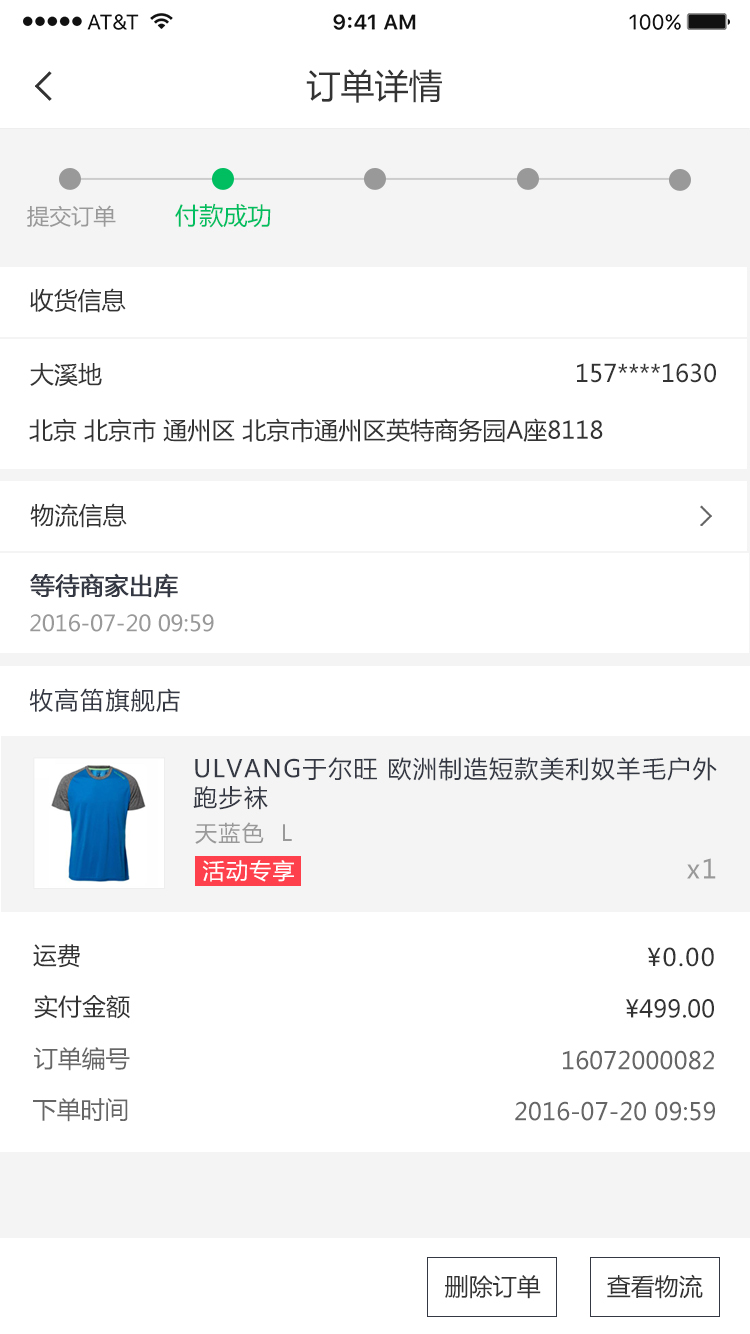 AT&T 9:41 AM 100%
订单详情
提交订单 付款成功
收货信息
大溪地 157****1630
北京 北京市 通州区 北京市通州区英特商务园A座8118
物流信息
等待商家出库
2016-07-20 09:59
牧高笛旗舰店
ULVANG于尔旺 欧洲制造短款美利奴羊毛户外
跑步袜
天蓝色 L
活动专享 x1
运费 ¥0.00
实付金额 ¥499.00
订单编号 16072000082
下单时间 2016-07-20 09:59
删除订单 查看物流